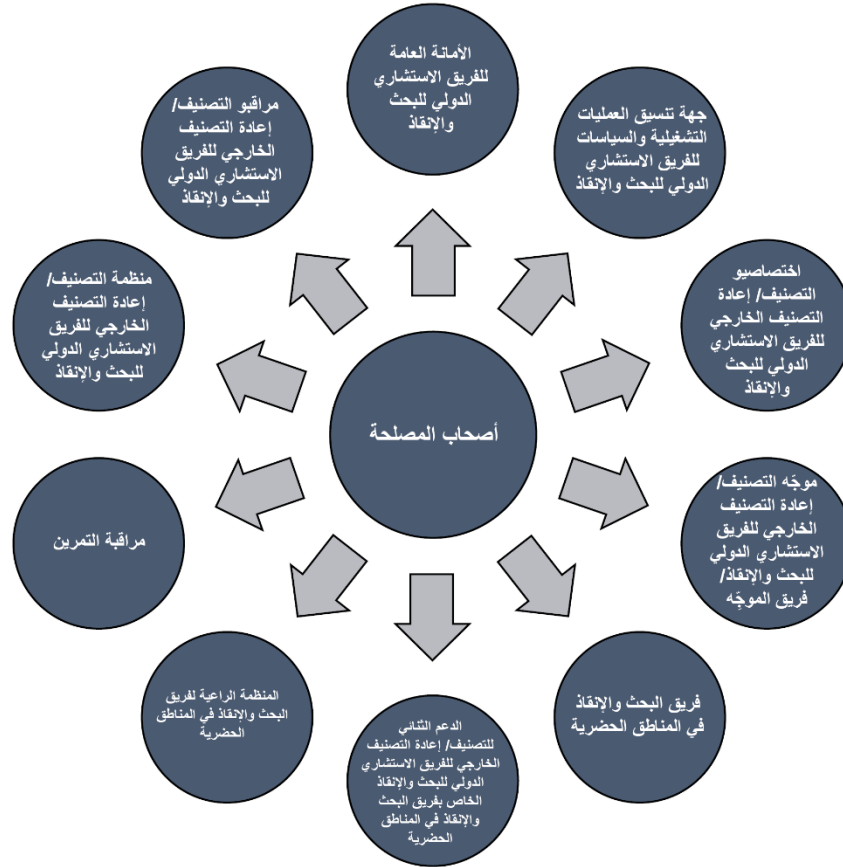 الأمانة العامة
للفريق الاستشاري
الدولي للبحث
والإنقاذ
جهة تنسيق العمليات
التشغيلية والسياسات
للفريق الاستشاري
الدولي للبحث والإنقاذ
اختصاصيو
التصنيف/ إعادة
التصنيف الخارجي
للفريق الاستشاري
الدولي للبحث
والإنقاذ
موجَه التصنيف/
إعادة التصنيف
الخارجي للفريق
الاستشاري الدولي
للبحث والإنقاذ/
فريق الموجَه
فريق البحث والإنقاذ
في المناطق الحضرية
الدعم الثنائي
للتصنيف/ إعادة التصنيف
الخارجي للفريق الاستشاري
الدولي للبحث والإنقاذ
الخاص بفريق البحث
والإنقاذ في المناطق
الحضرية
المنظمة الراعية لفريق
البحث والإنقاذ في المناطق
الحضرية
مراقبة التمرين
منظمة التصنيف/
إعادة التصنيف
الخارجي للفريق
الاستشاري الدولي
للبحث والإنقاذ
مراقبو التصنيف/
إعادة التصنيف
الخارجي للفريق
الاستشاري الدولي
للبحث والإنقاذ
أصحاب المصلحة